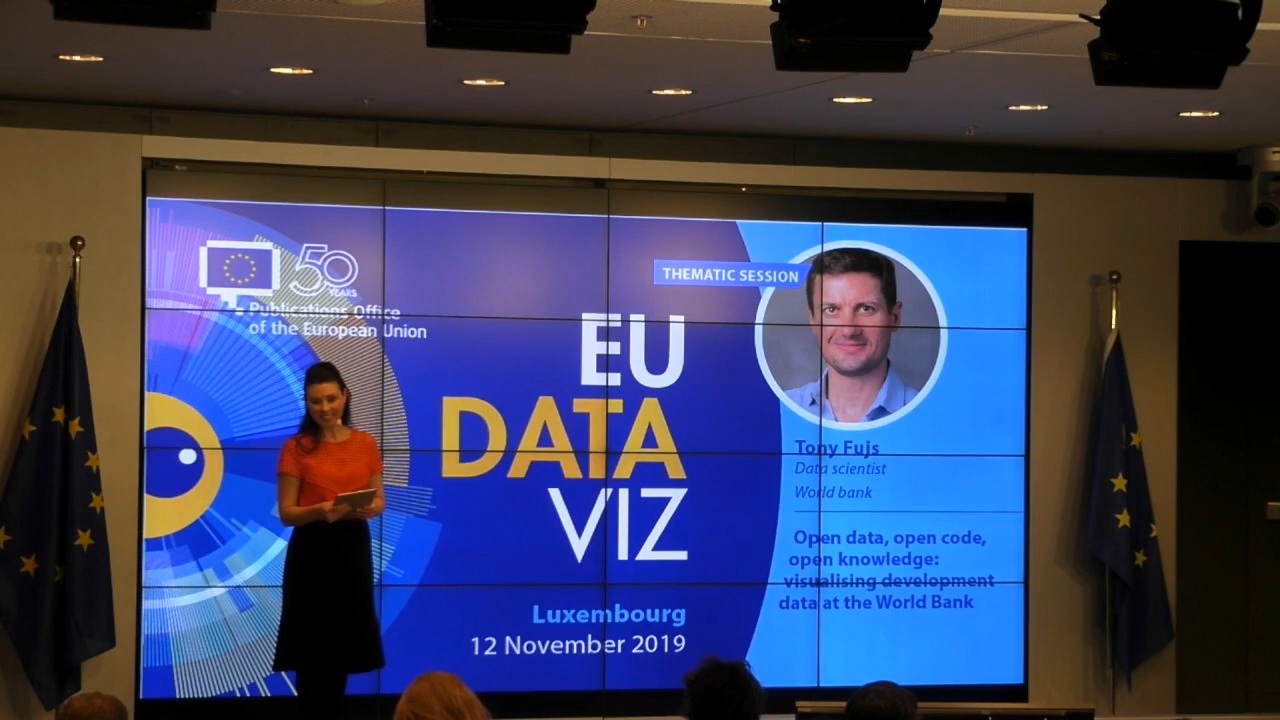 50
YEARS
Publications Office
of the European Union
EU
DATA
VIZ
Luxembourg
12 November 2019
THEMATIC SESSION
Tony Fujs
Data scientist
World bank
Open data, open code,
open knowledge:
visualising development
data at the World Bank